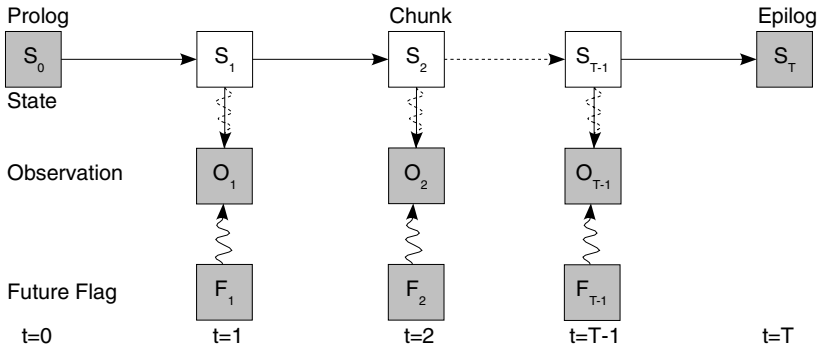 Prolog
Chunk
Epilog
S0
S1
S2
ST-1
ST
State
Observation
O1
O2
OT-1
Future Flag
F1
F2
FT-1
t=0
t=1
t=2
t=T-1
t=T